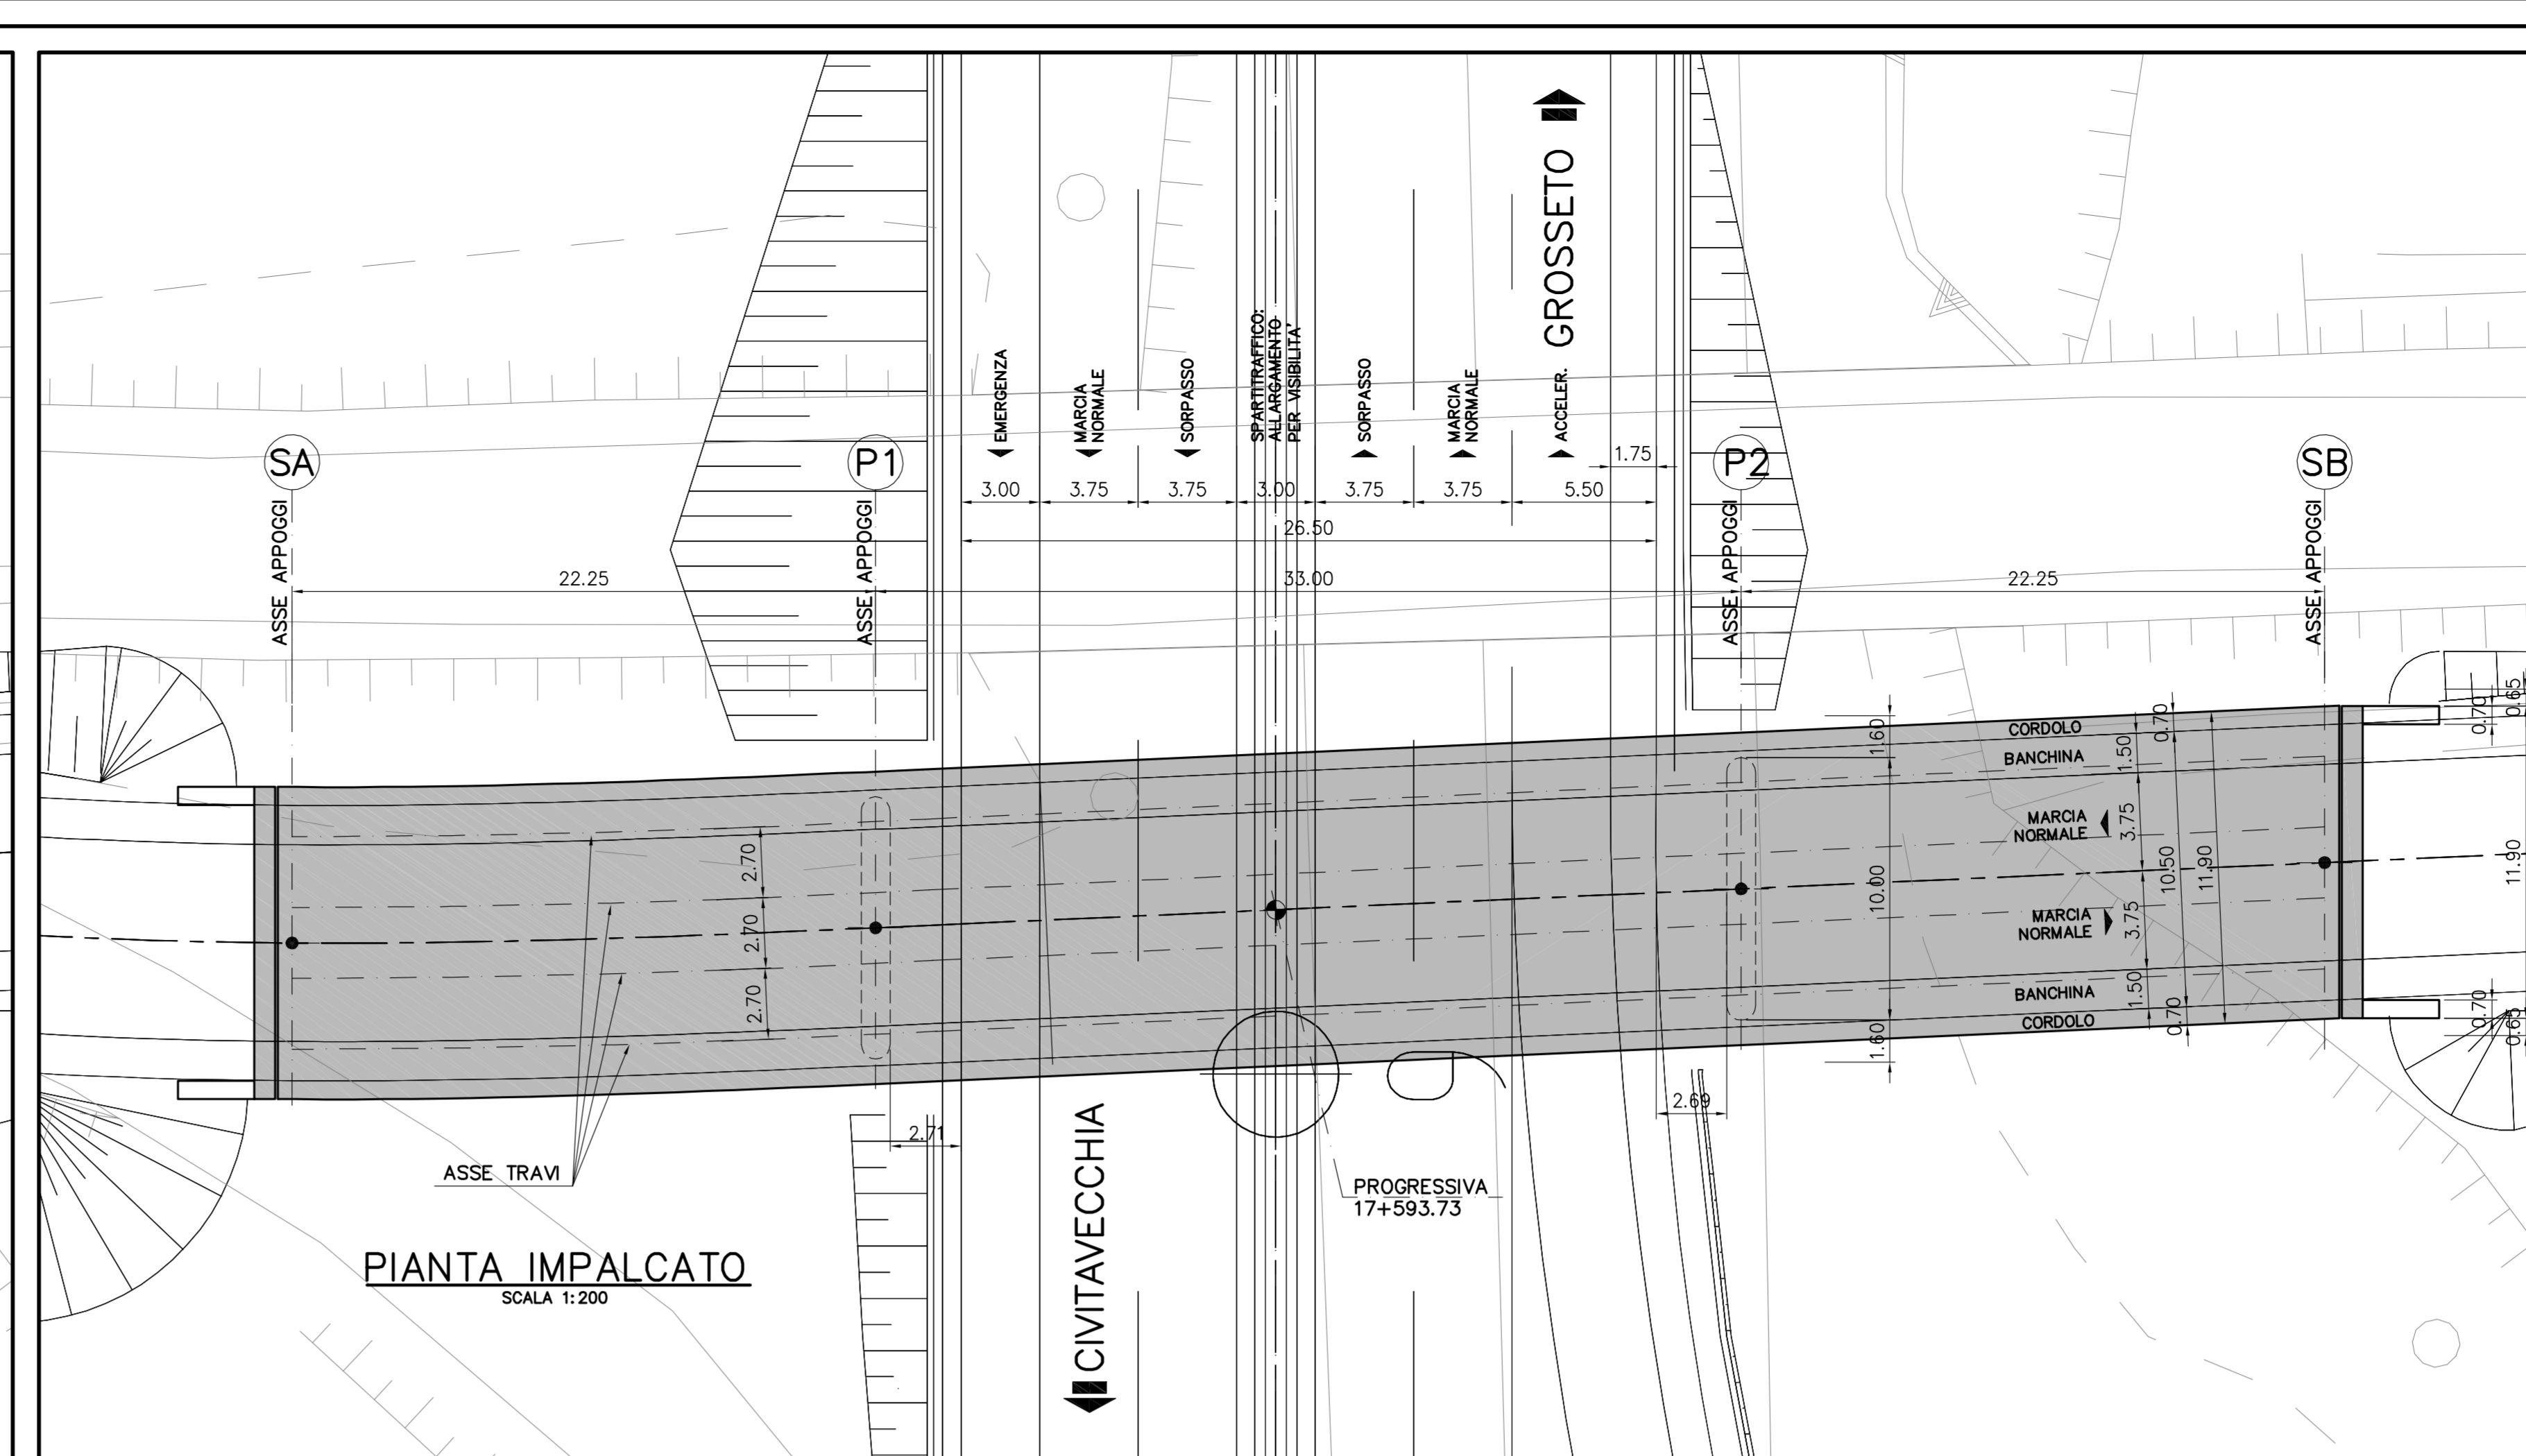 GROSSETO
EMERGENZA
MARCIA
NORMALE
SORPASSO
SPARTITRAFFICO:
ALLARGAMENTO
PER VISIBILITA'
SORPASSO
MARCIA
NORMALE
ACCELER.
1.75
SA
P1
P2
SB
3.00
3.75
3.75
3.00
3.75
3.75
5.50
26.50
ASSE APPOGGI
ASSE APPOGGI
ASSE APPOGGI
ASSE APPOGGI
22.25
33.00
22.25
0.65
0.70
0.70
1.60
CORDOLO
1.50
BANCHINA
MARCIA
NORMALE
3.75
2.70
2.70
2.70
10.00
10.50
11.90
11.90
MARCIA
NORMALE
3.75
1.50
BANCHINA
0.70
CORDOLO
1.60
0.70
0.65
2.69
2.71
ASSE TRAVI
CIVITAVECCHIA
PROGRESSIVA
17+593.73
PIANTA IMPALCATO
SCALA 1:200